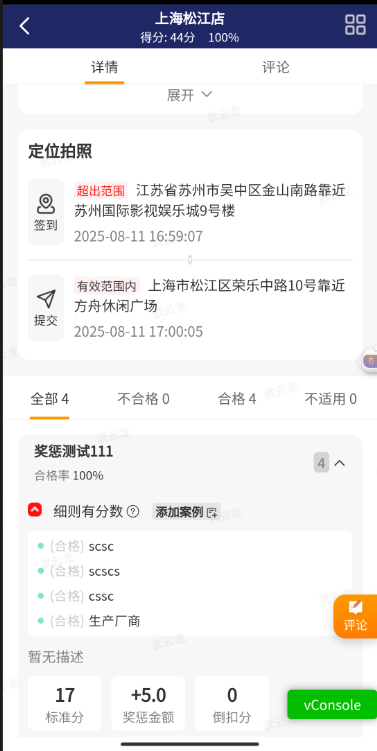 上海松江店
得分: 44分 100%
详情 评论
展开
定位拍照
签到
超出范围 江苏省苏州市吴中区金山南路靠近
苏州国际影视娱乐城9号楼
2025-08-11 16:59:07
提交
有效范围内 上海市松江区荣乐中路10号靠近
方舟休闲广场
2025-08-11 17:00:05
全部 4 不合格 0 合格 4 不适用 0
奖惩测试111
合格率 100%
4
细则有分数 ? 添加案例
(合格) scsc
(合格) scscs
(合格) cssc
(合格) 生产厂商
评论
暂无描述
17 +5.0 0
标准分 奖惩金额 倒扣分
vConsole
武云龙